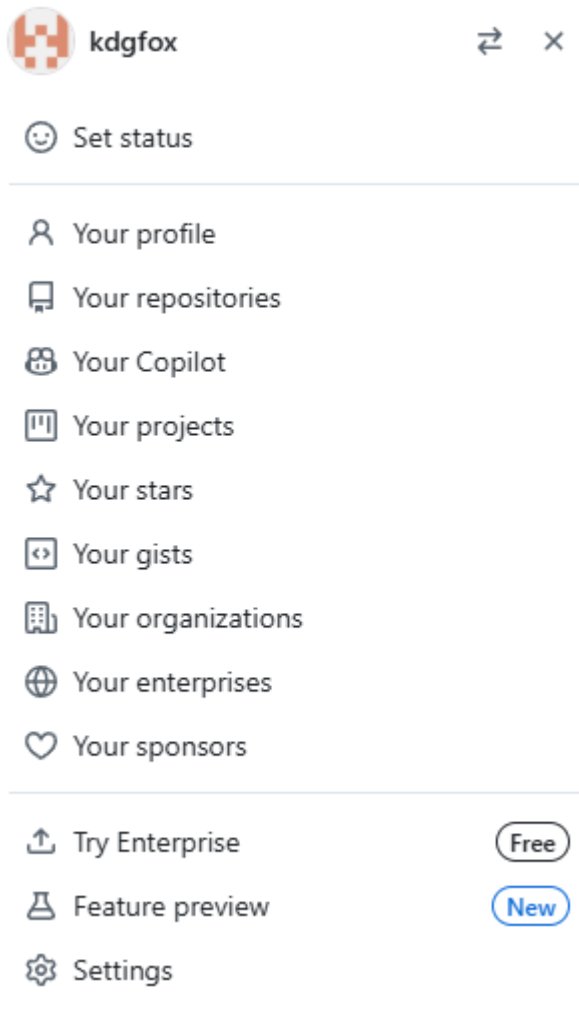 kdgfox
Set status
Your profile
Your repositories
Your Copilot
Your projects
Your stars
Your gists
Your organizations
Your enterprises
Your sponsors
Try Enterprise Free
Feature preview New
Settings